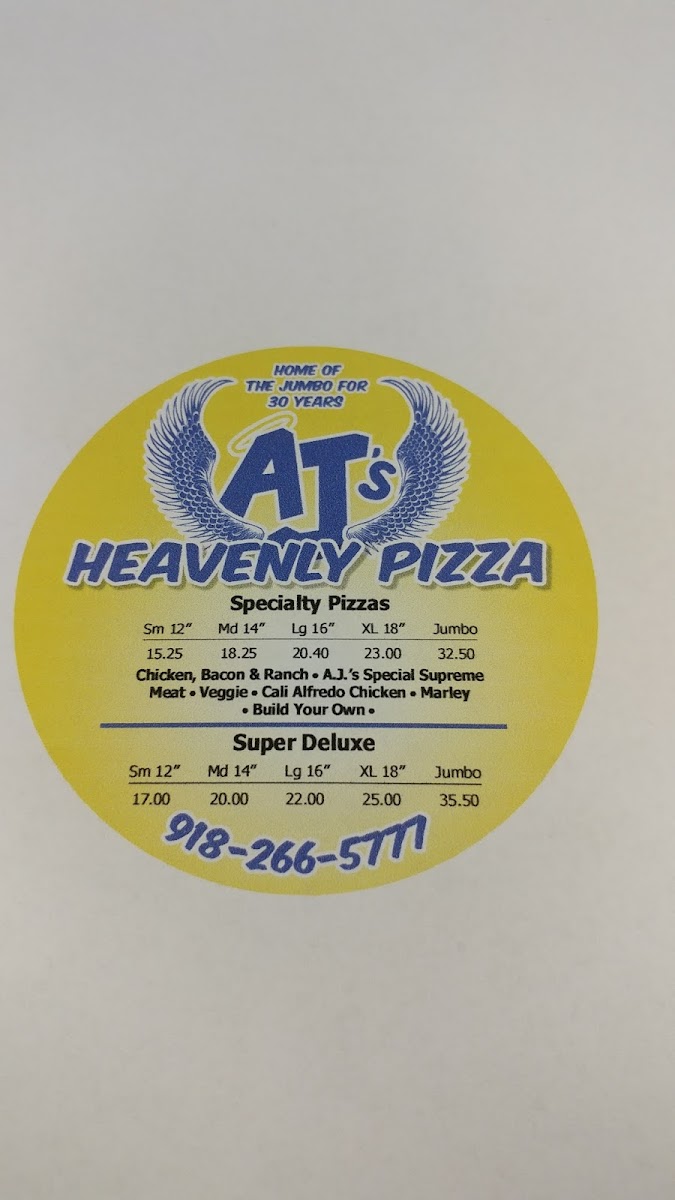 HOME OF
THE JUMBO FOR
30 YEARS
AJ's
HEAVENLY PIZZA
Specialty Pizzas
Sm 12" Md 14" Lg 16" XL 18" Jumbo
15.25 18.25 20.40 23.00 32.50
Chicken, Bacon & Ranch • A.J.'s Special Supreme
Meat • Veggie • Cali Alfredo Chicken • Marley
• Build Your Own •
Super Deluxe
Sm 12" Md 14" Lg 16" XL 18" Jumbo
17.00 20.00 22.00 25.00 35.50
918-266-5777